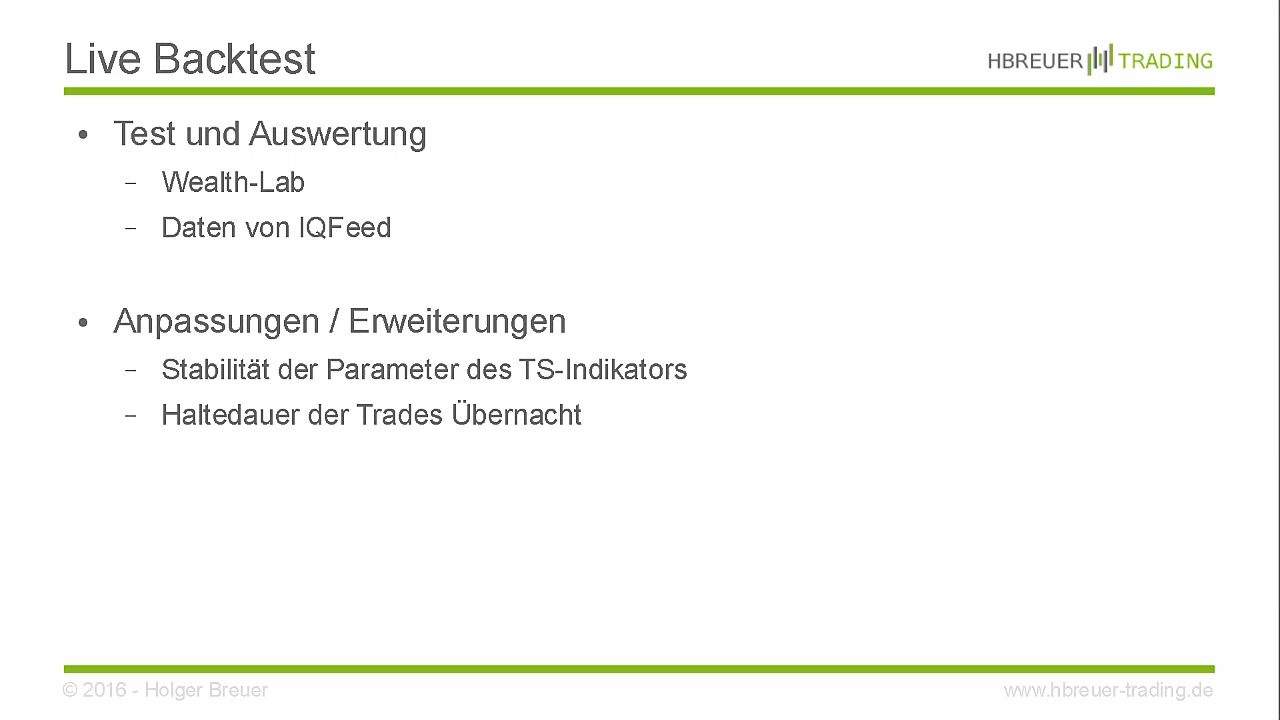 Live Backtest
HBREUER TRADING
• Test und Auswertung
– Wealth-Lab
– Daten von IQFeed
• Anpassungen / Erweiterungen
– Stabilität der Parameter des TS-Indikators
– Haltedauer der Trades Übernacht
© 2016 - Holger Breuer
www.hbreuer-trading.de